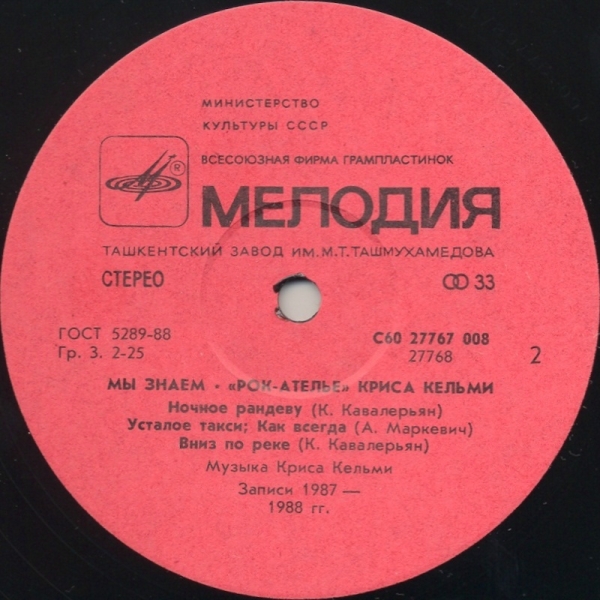 МИНИСТЕРСТВО
КУЛЬТУРЫ СССР
ВСЕСОЮЗНАЯ ФИРМА ГРАМПЛАСТИНОК
®
МЕЛОДИЯ
ТАШКЕНТСКИЙ ЗАВОД ИМ.М.Т.ТАШМУХАМЕДОВА
СТЕРЕО 33
ГОСТ 5289-88 С60 27767 008
Гр. 3. 2-25 27768 2
МЫ ЗНАЕМ · «РОК-АТЕЛЬЕ» КРИСА КЕЛЬМИ
Ночное рандеву (К. Кавалерьян)
Усталое такси; Как всегда (А. Маркевич)
Вниз по реке (К. Кавалерьян)
Музыка Криса Кельми
Записи 1987 —
1988 гг.